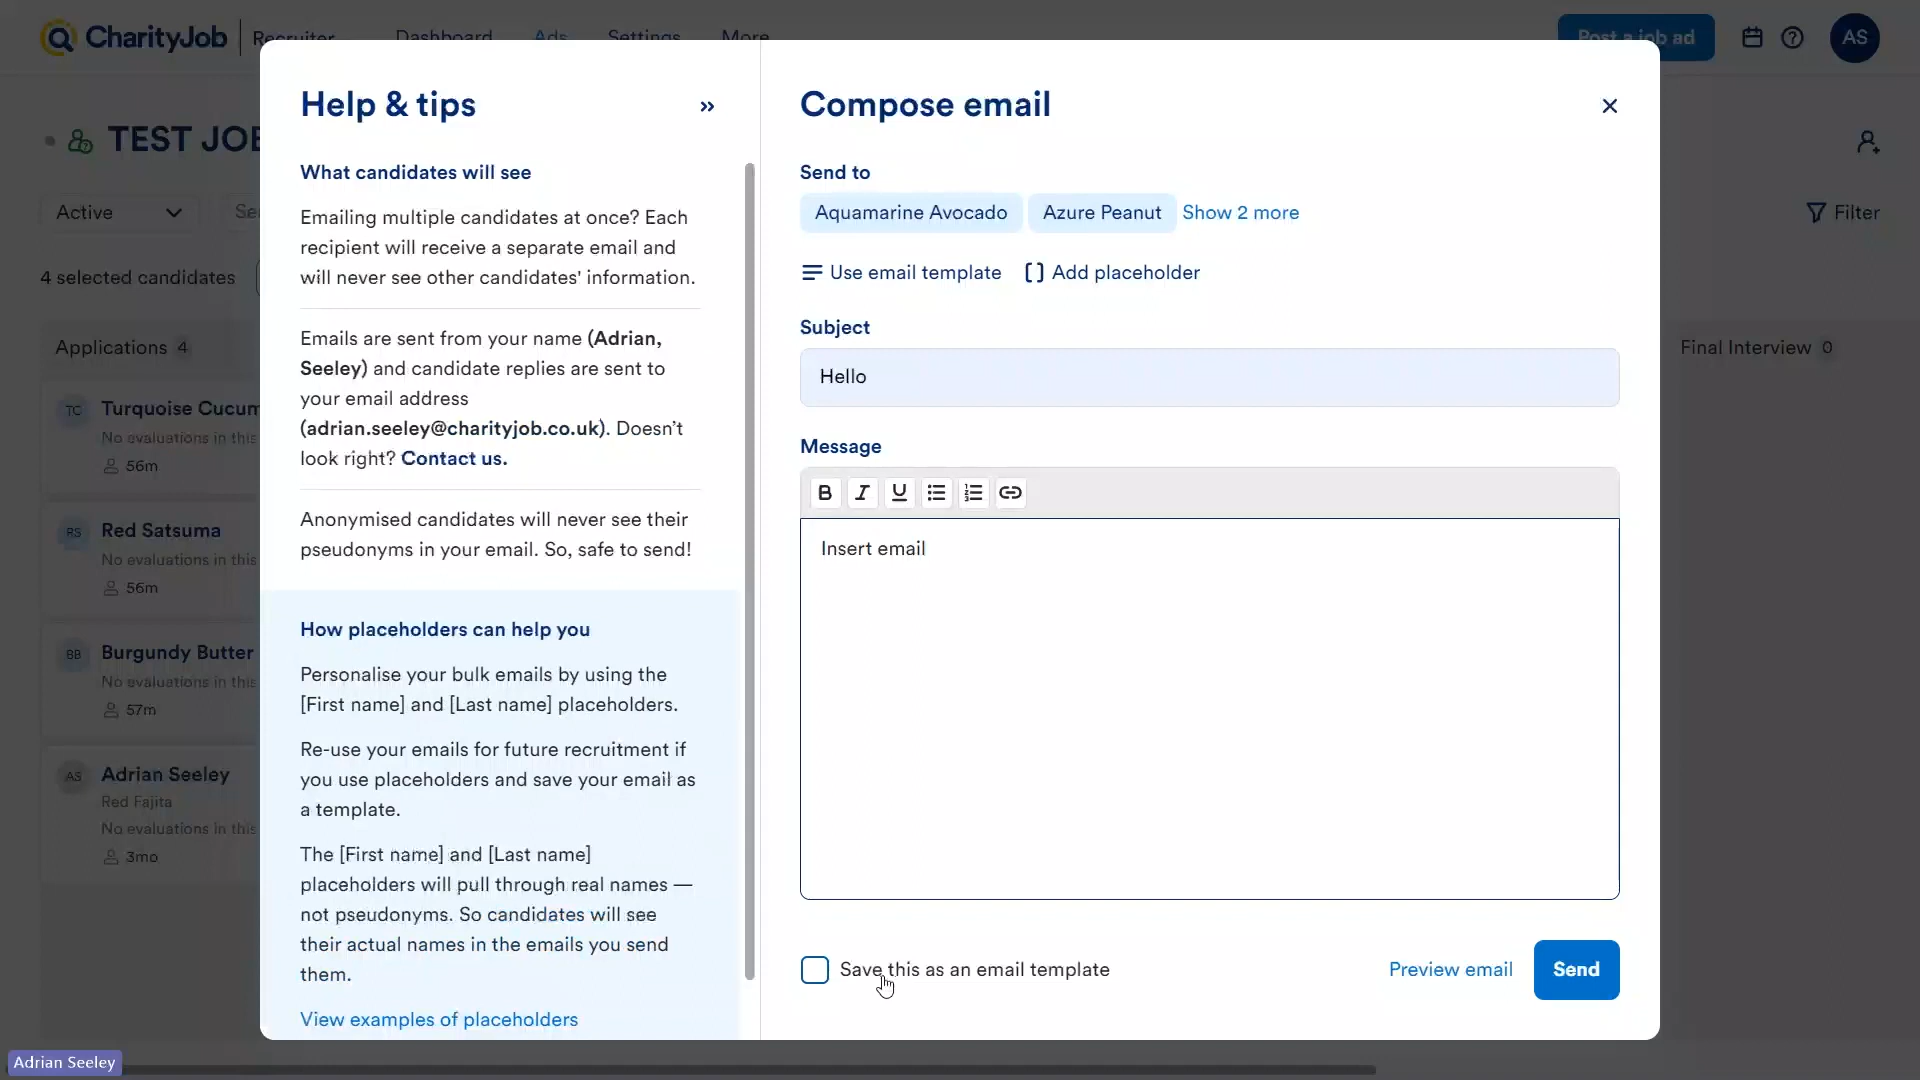 CharityJob Recruiter Dashboard Ads Settings More Post a job ad AS
TEST JOB
Active
Filter
4 selected candidates
Applications 4
TC Turquoise Cucum
No evaluations in this
56m
RS Red Satsuma
No evaluations in this
56m
BB Burgundy Butter
No evaluations in this
57m
AS Adrian Seeley
Red Fajita
No evaluations in this
3mo
Help & tips
What candidates will see
Emailing multiple candidates at once? Each
recipient will receive a separate email and
will never see other candidates' information.
Emails are sent from your name (Adrian,
Seeley) and candidate replies are sent to
your email address
(adrian.seeley@charityjob.co.uk). Doesn't
look right? Contact us.
Anonymised candidates will never see their
pseudonyms in your email. So, safe to send!
How placeholders can help you
Personalise your bulk emails by using the
[First name] and [Last name] placeholders.
Re-use your emails for future recruitment if
you use placeholders and save your email as
a template.
The [First name] and [Last name]
placeholders will pull through real names —
not pseudonyms. So candidates will see
their actual names in the emails you send
them.
View examples of placeholders
Compose email
Send to
Aquamarine Avocado Azure Peanut Show 2 more
Use email template [] Add placeholder
Subject
Hello
Message
B I U
Insert email
Save this as an email template
Preview email Send
Final Interview 0
Adrian Seeley